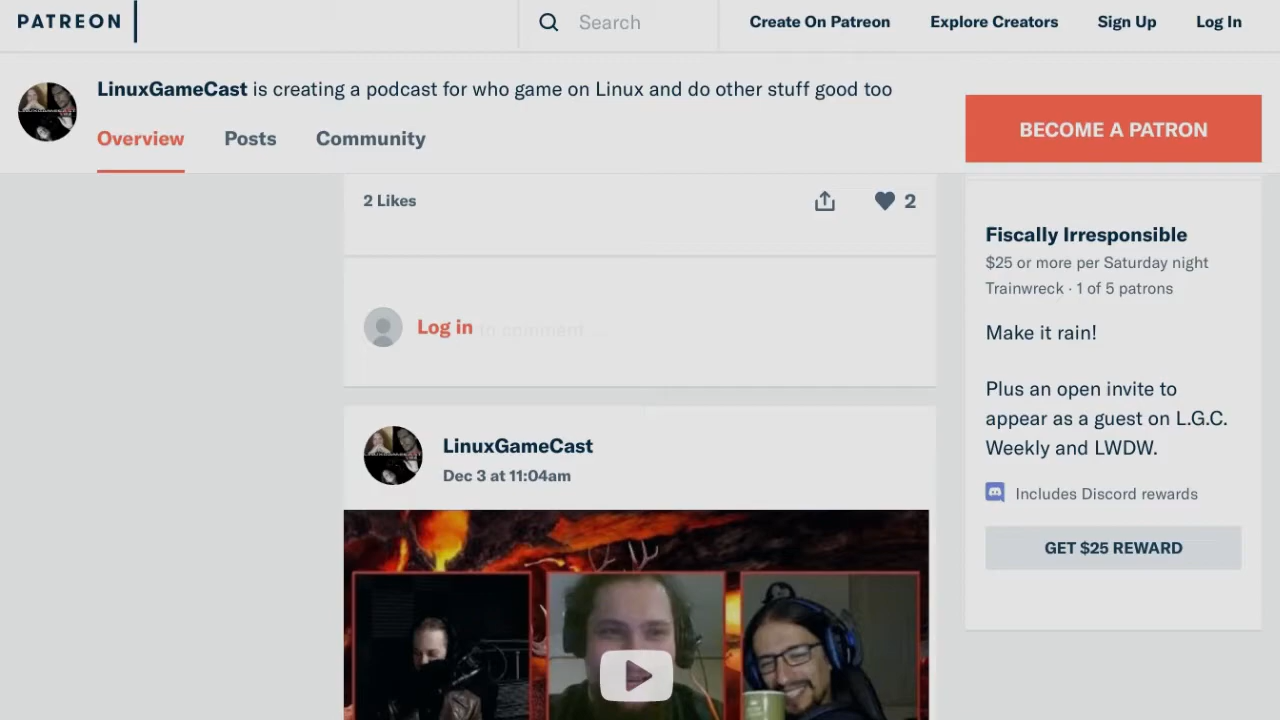 PATREON
Search
Create On Patreon
Explore Creators
Sign Up
Log In
LinuxGameCast is creating a podcast for who game on Linux and do other stuff good too
Overview
Posts
Community
BECOME A PATRON
2 Likes
2
Log in to comment ...
LinuxGameCast
Dec 3 at 11:04am
Fiscally Irresponsible
$25 or more per Saturday night
Trainwreck · 1 of 5 patrons
Make it rain!
Plus an open invite to
appear as a guest on L.G.C.
Weekly and LWDW.
Includes Discord rewards
GET $25 REWARD